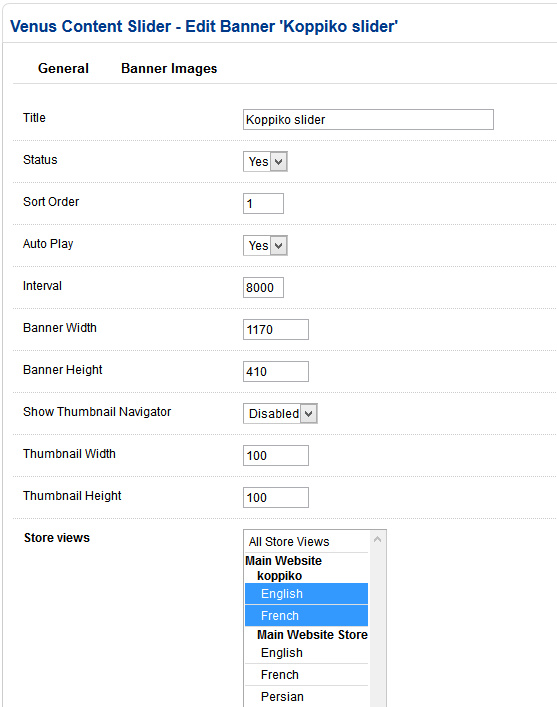 Venus Content Slider - Edit Banner 'Koppiko slider'
General Banner Images
Title Koppiko slider
Status Yes
Sort Order 1
Auto Play Yes
Interval 8000
Banner Width 1170
Banner Height 410
Show Thumbnail Navigator Disabled
Thumbnail Width 100
Thumbnail Height 100
Store views All Store Views
Main Website
koppiko
English
French
Main Website Store
English
French
Persian